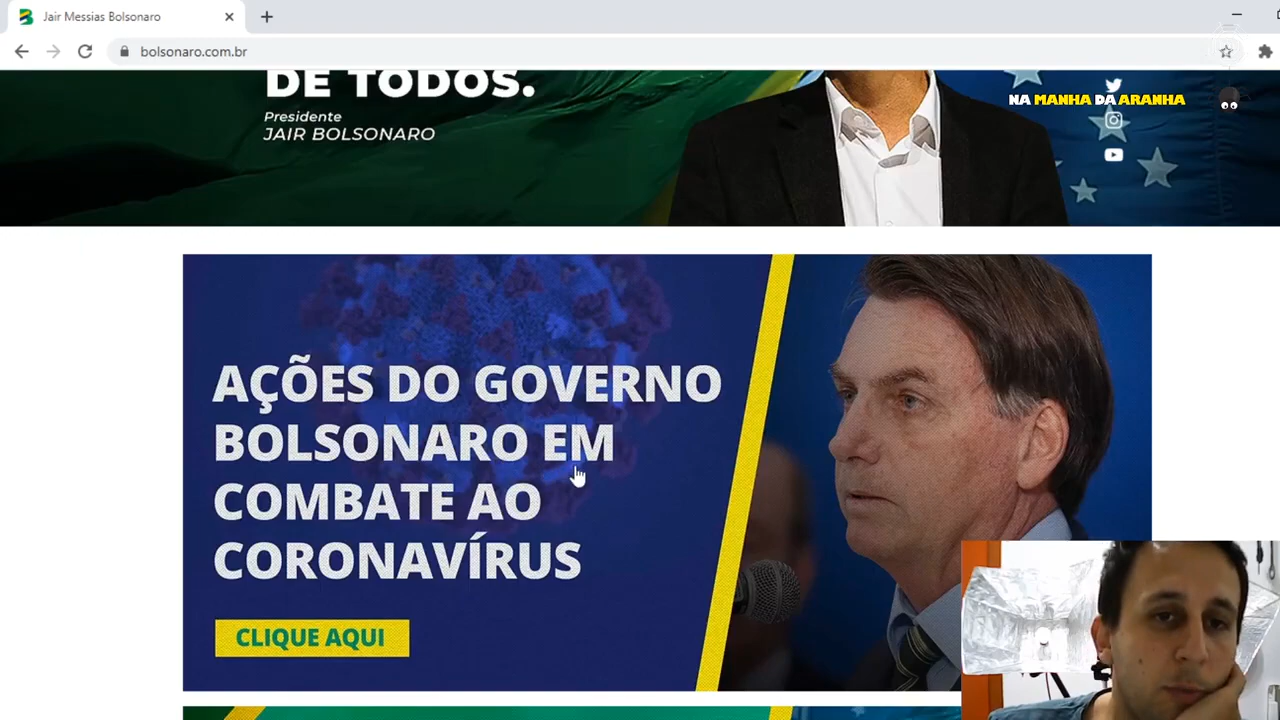 Jair Messias Bolsonaro
bolsonaro.com.br
DE TODOS.
Presidente
JAIR BOLSONARO
NA MANHA DA ARANHA
AÇÕES DO GOVERNO
BOLSONARO EM
COMBATE AO
CORONAVÍRUS
CLIQUE AQUI